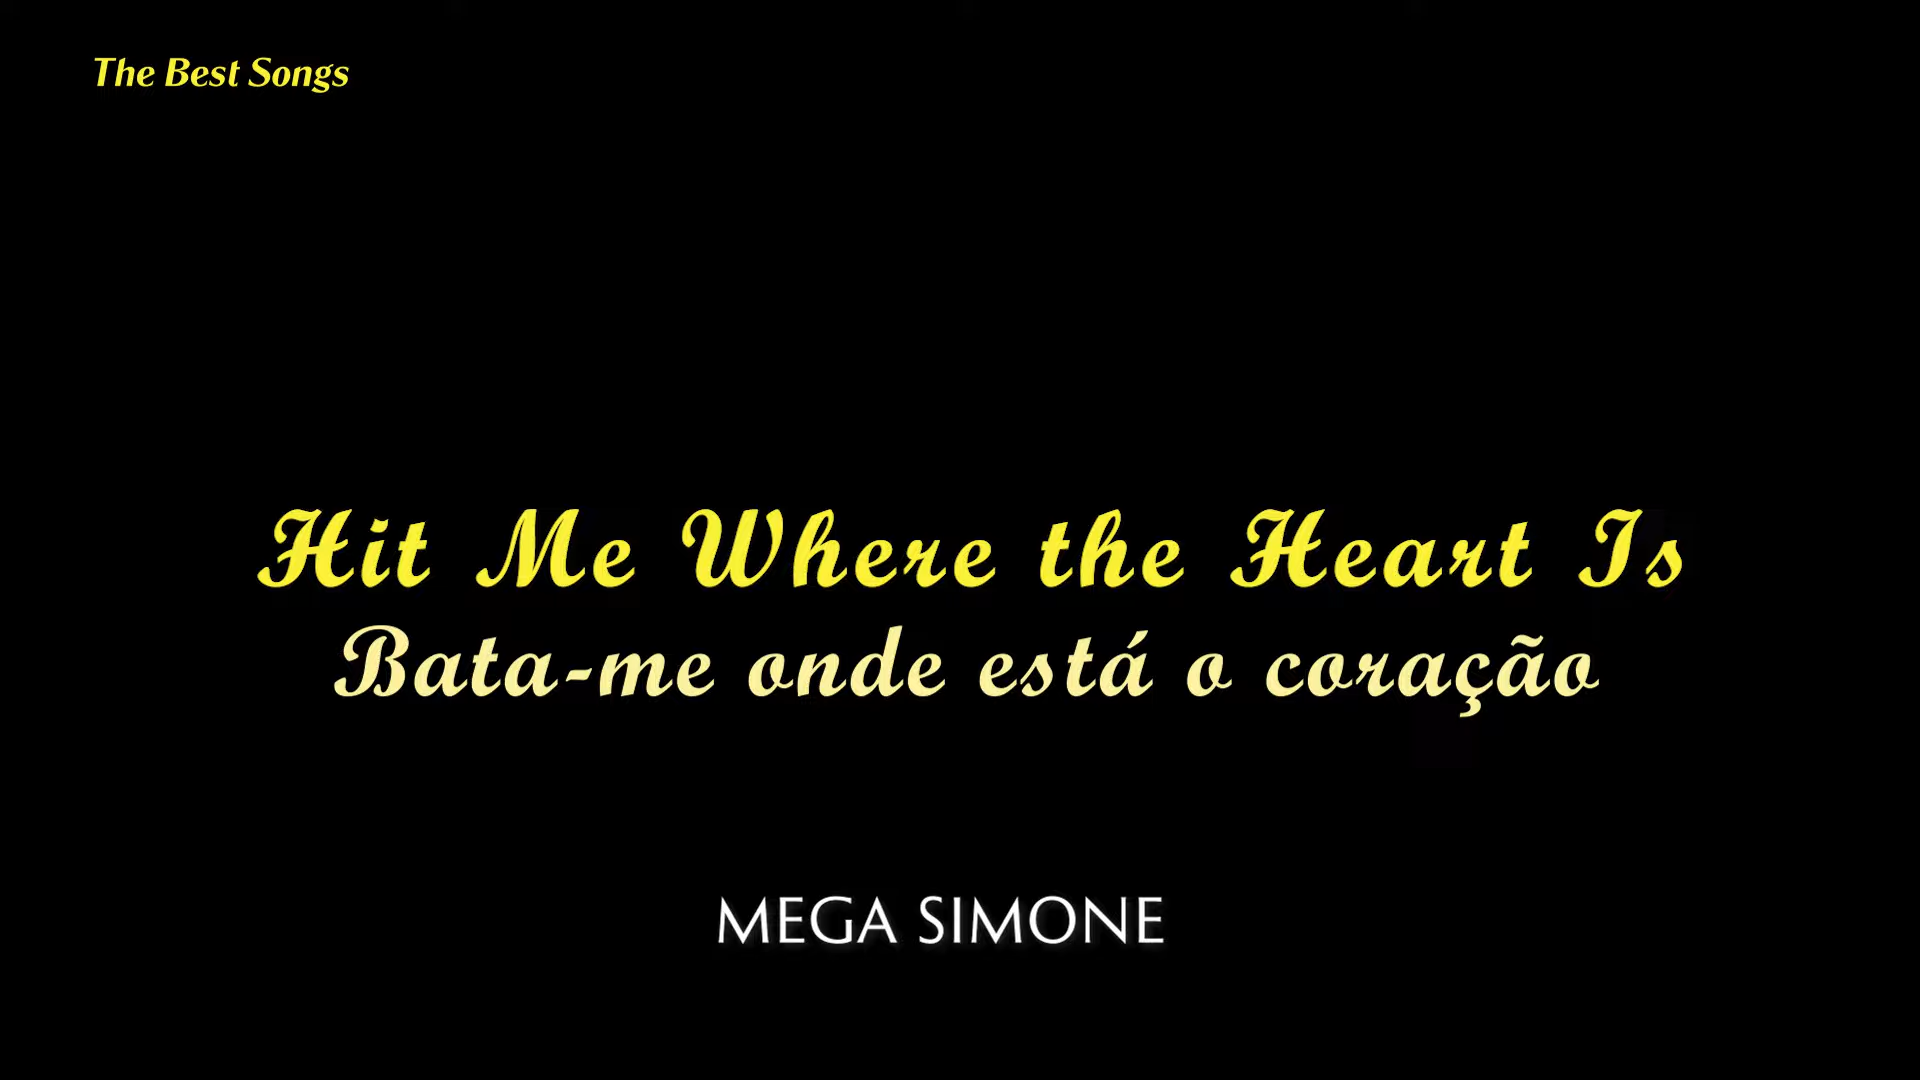 The Best Songs
Hit Me Where the Heart Is
Bata-me onde está o coração
MEGA SIMONE